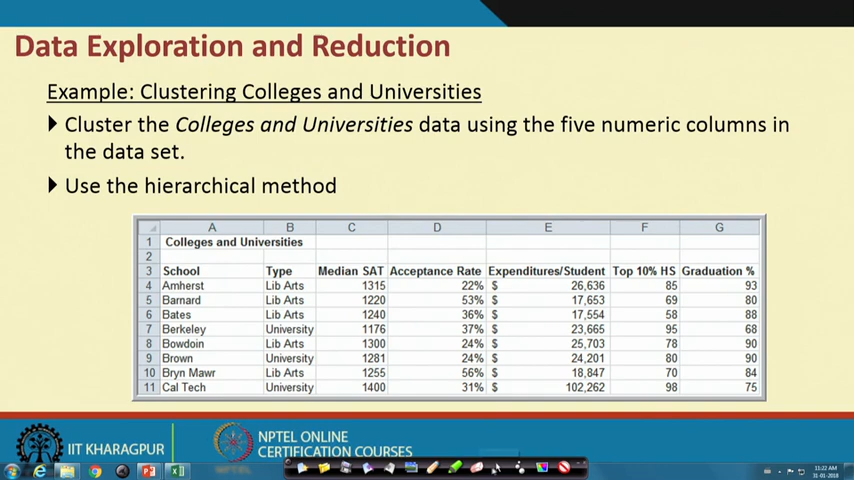 Data Exploration and Reduction
Example: Clustering Colleges and Universities
Cluster the Colleges and Universities data using the five numeric columns in
the data set.
Use the hierarchical method
A B C D E F G
1 Colleges and Universities
2
3 School Type Median SAT Acceptance Rate Expenditures/Student Top 10% HS Graduation %
4 Amherst Lib Arts 1315 22% $ 26,636 85 93
5 Barnard Lib Arts 1220 53% $ 17,653 69 80
6 Bates Lib Arts 1240 36% $ 17,554 58 88
7 Berkeley University 1176 37% $ 23,665 95 68
8 Bowdoin Lib Arts 1300 24% $ 25,703 78 90
9 Brown University 1281 24% $ 24,201 80 90
10 Bryn Mawr Lib Arts 1255 56% $ 18,847 70 84
11 Cal Tech University 1400 31% $ 102,262 98 75
IIT KHARAGPUR
NPTEL ONLINE
CERTIFICATION COURSES
11:22 AM
31-01-2018